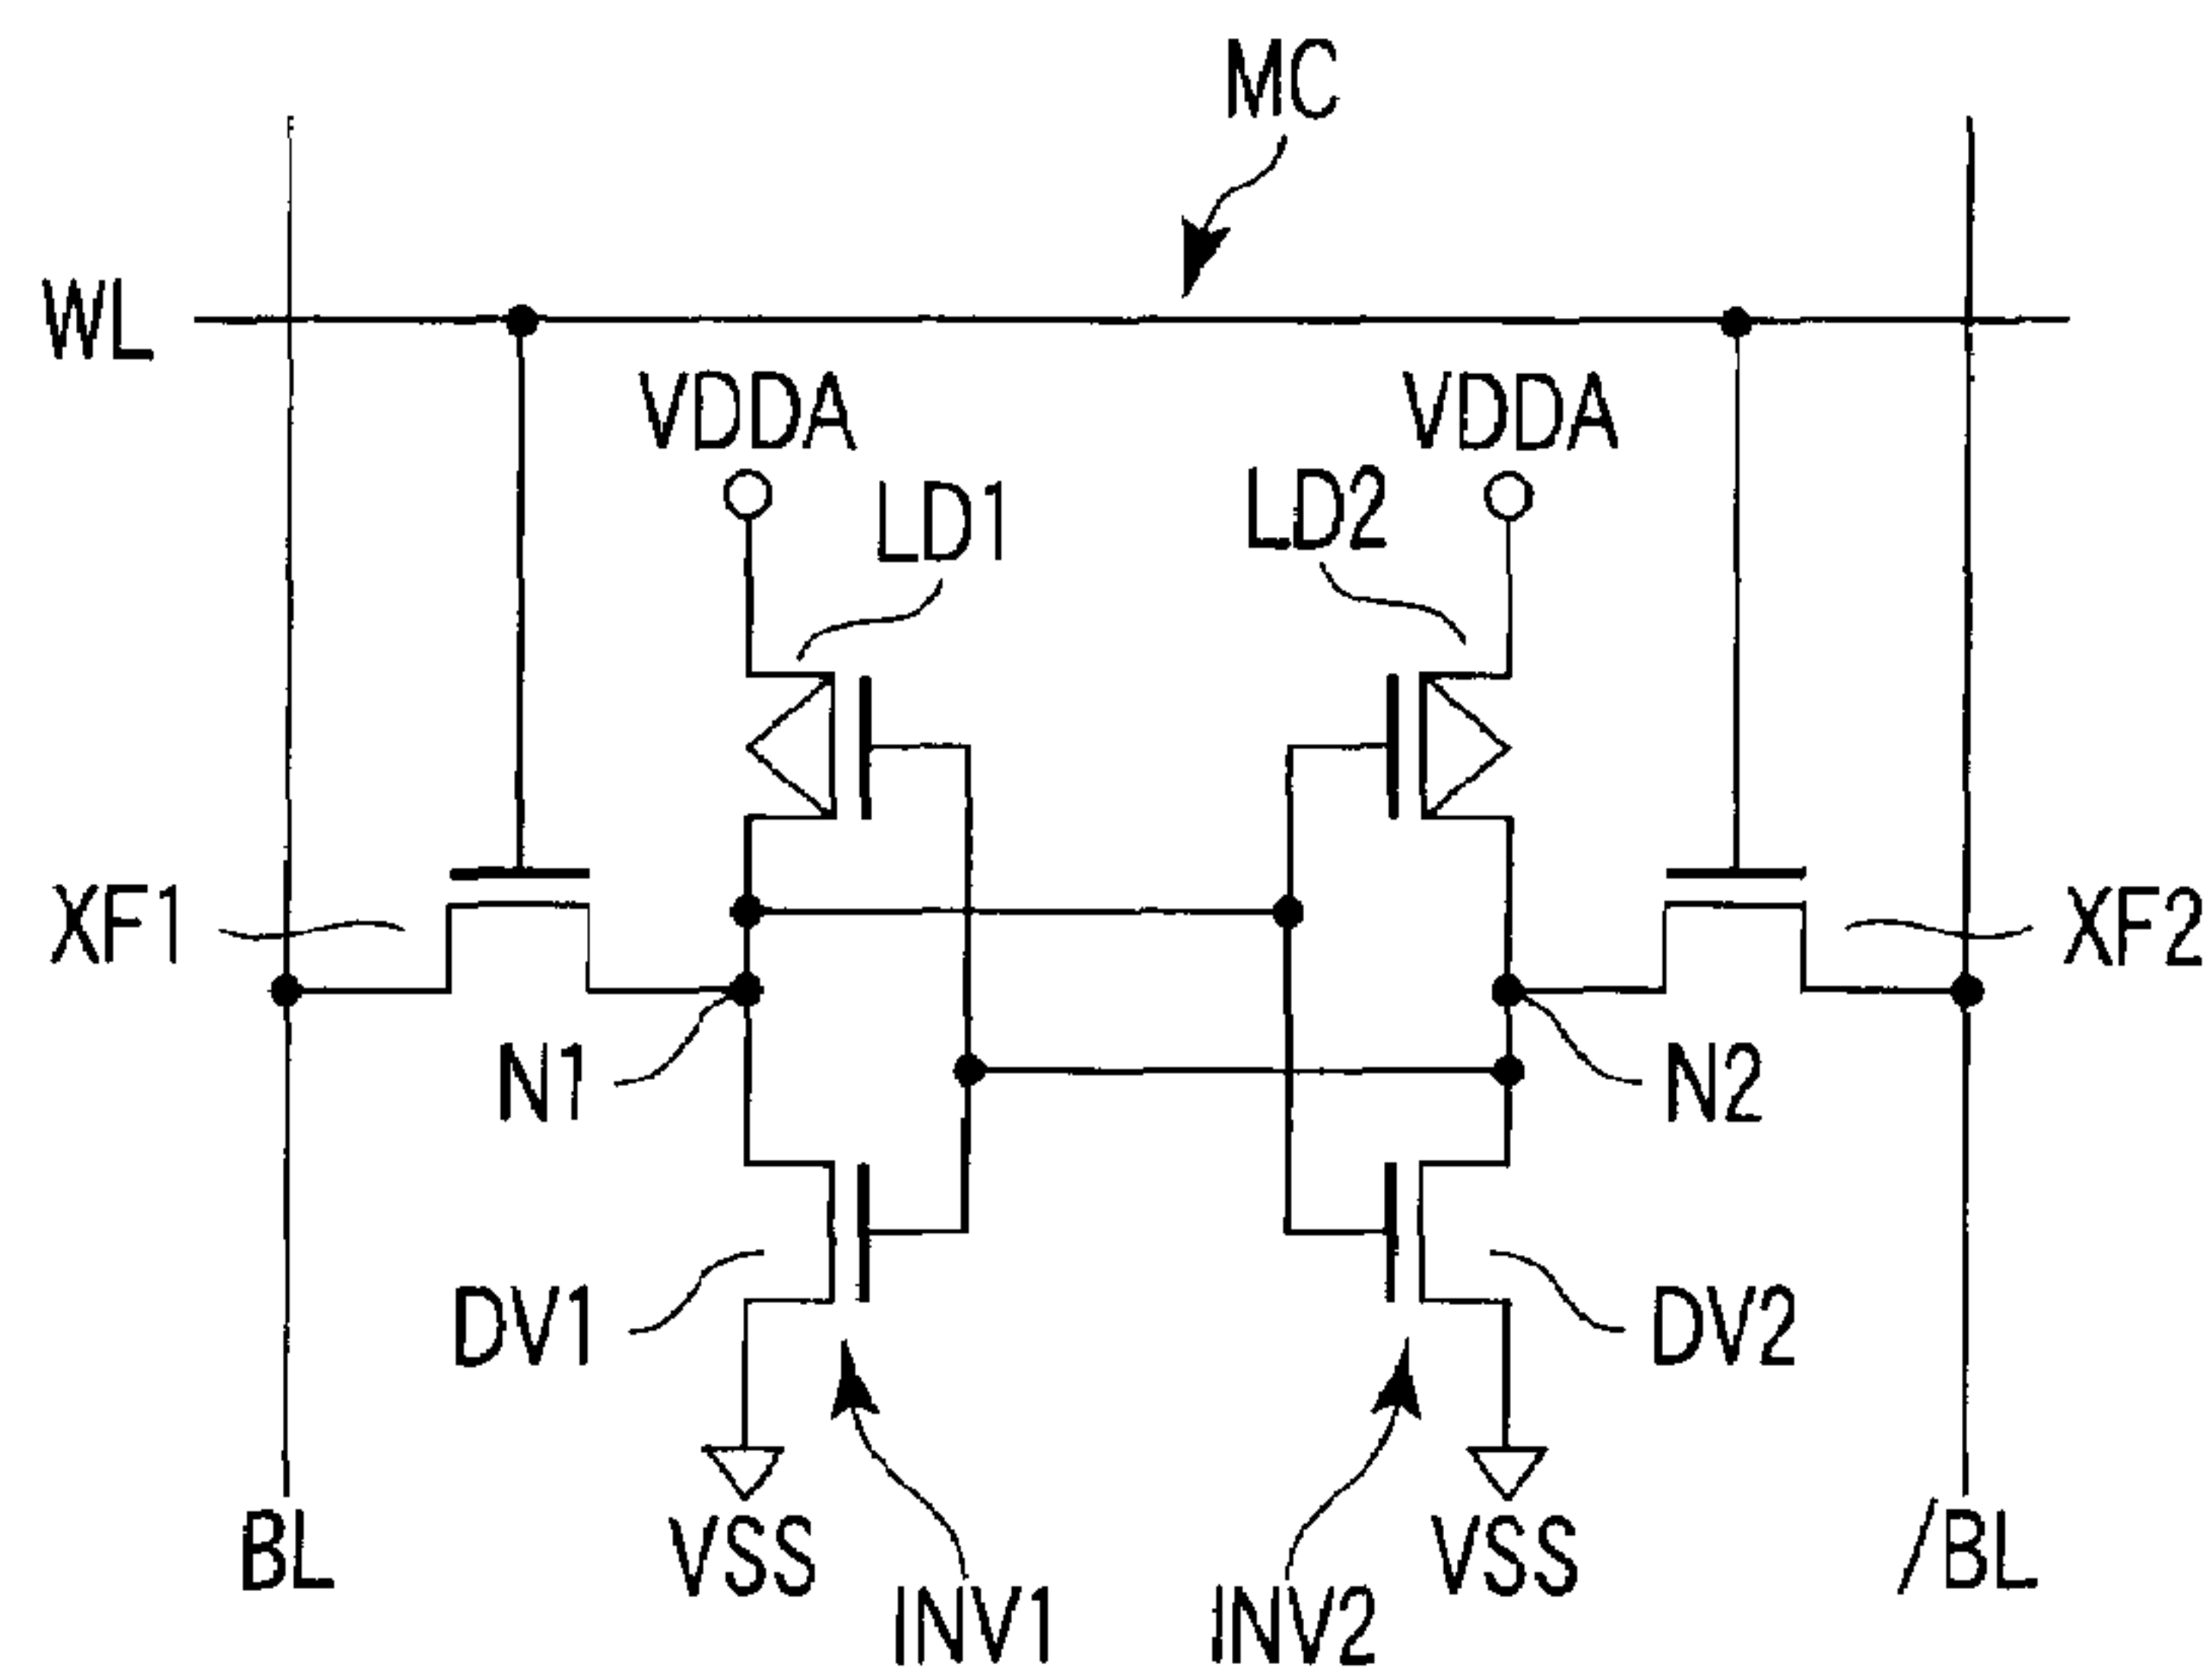 MC
WL
VDDA
VDDA
LD1
LD2
XF1
XF2
N1
N2
DV1
DV2
BL
VSS
VSS
/BL
INV1
INV2